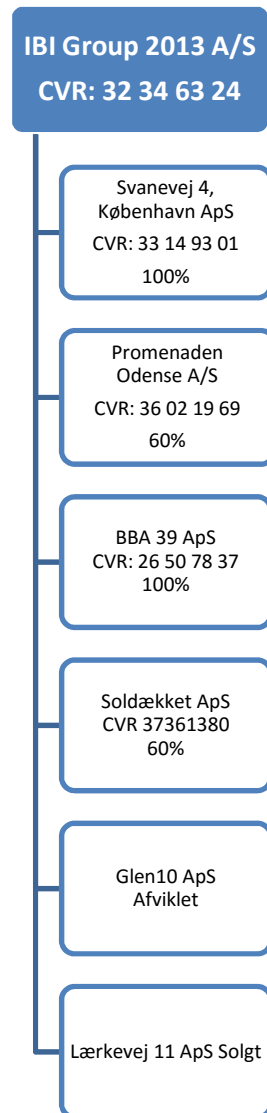 IBI Group 2013 A/S
CVR: 32 34 63 24
Svanevej 4,
København ApS
CVR: 33 14 93 01
100%
Promenaden
Odense A/S
CVR: 36 02 19 69
60%
BBA 39 ApS
CVR: 26 50 78 37
100%
Soldækket ApS
CVR 37361380
60%
Glen10 ApS
Afviklet
Lærkevej 11 ApS Solgt